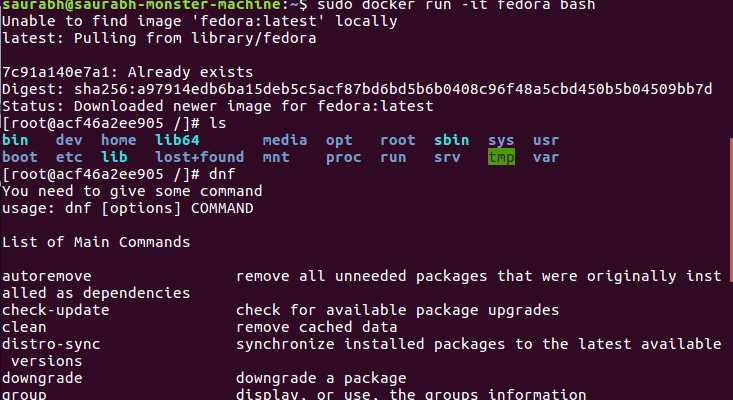 saurabh@saurabh-monster-machine:~$ sudo docker run -it fedora bash
Unable to find image 'fedora:latest' locally
latest: Pulling from library/fedora
7c91a140e7a1: Already exists
Digest: sha256:a97914edb6ba15deb5c5acf87bd6bd5b6b0408c96f48a5cbd450b5b04509bb7d
Status: Downloaded newer image for fedora:latest
[root@acf46a2ee905 /]# ls
bin dev home lib64 media opt root sbin sys usr
boot etc lib lost+found mnt proc run srv tmp var
[root@acf46a2ee905 /]# dnf
You need to give some command
usage: dnf [options] COMMAND
List of Main Commands
autoremove remove all unneeded packages that were originally inst
alled as dependencies
check-update check for available package upgrades
clean remove cached data
distro-sync synchronize installed packages to the latest available
versions
downgrade downgrade a package
group display, or use, the groups information